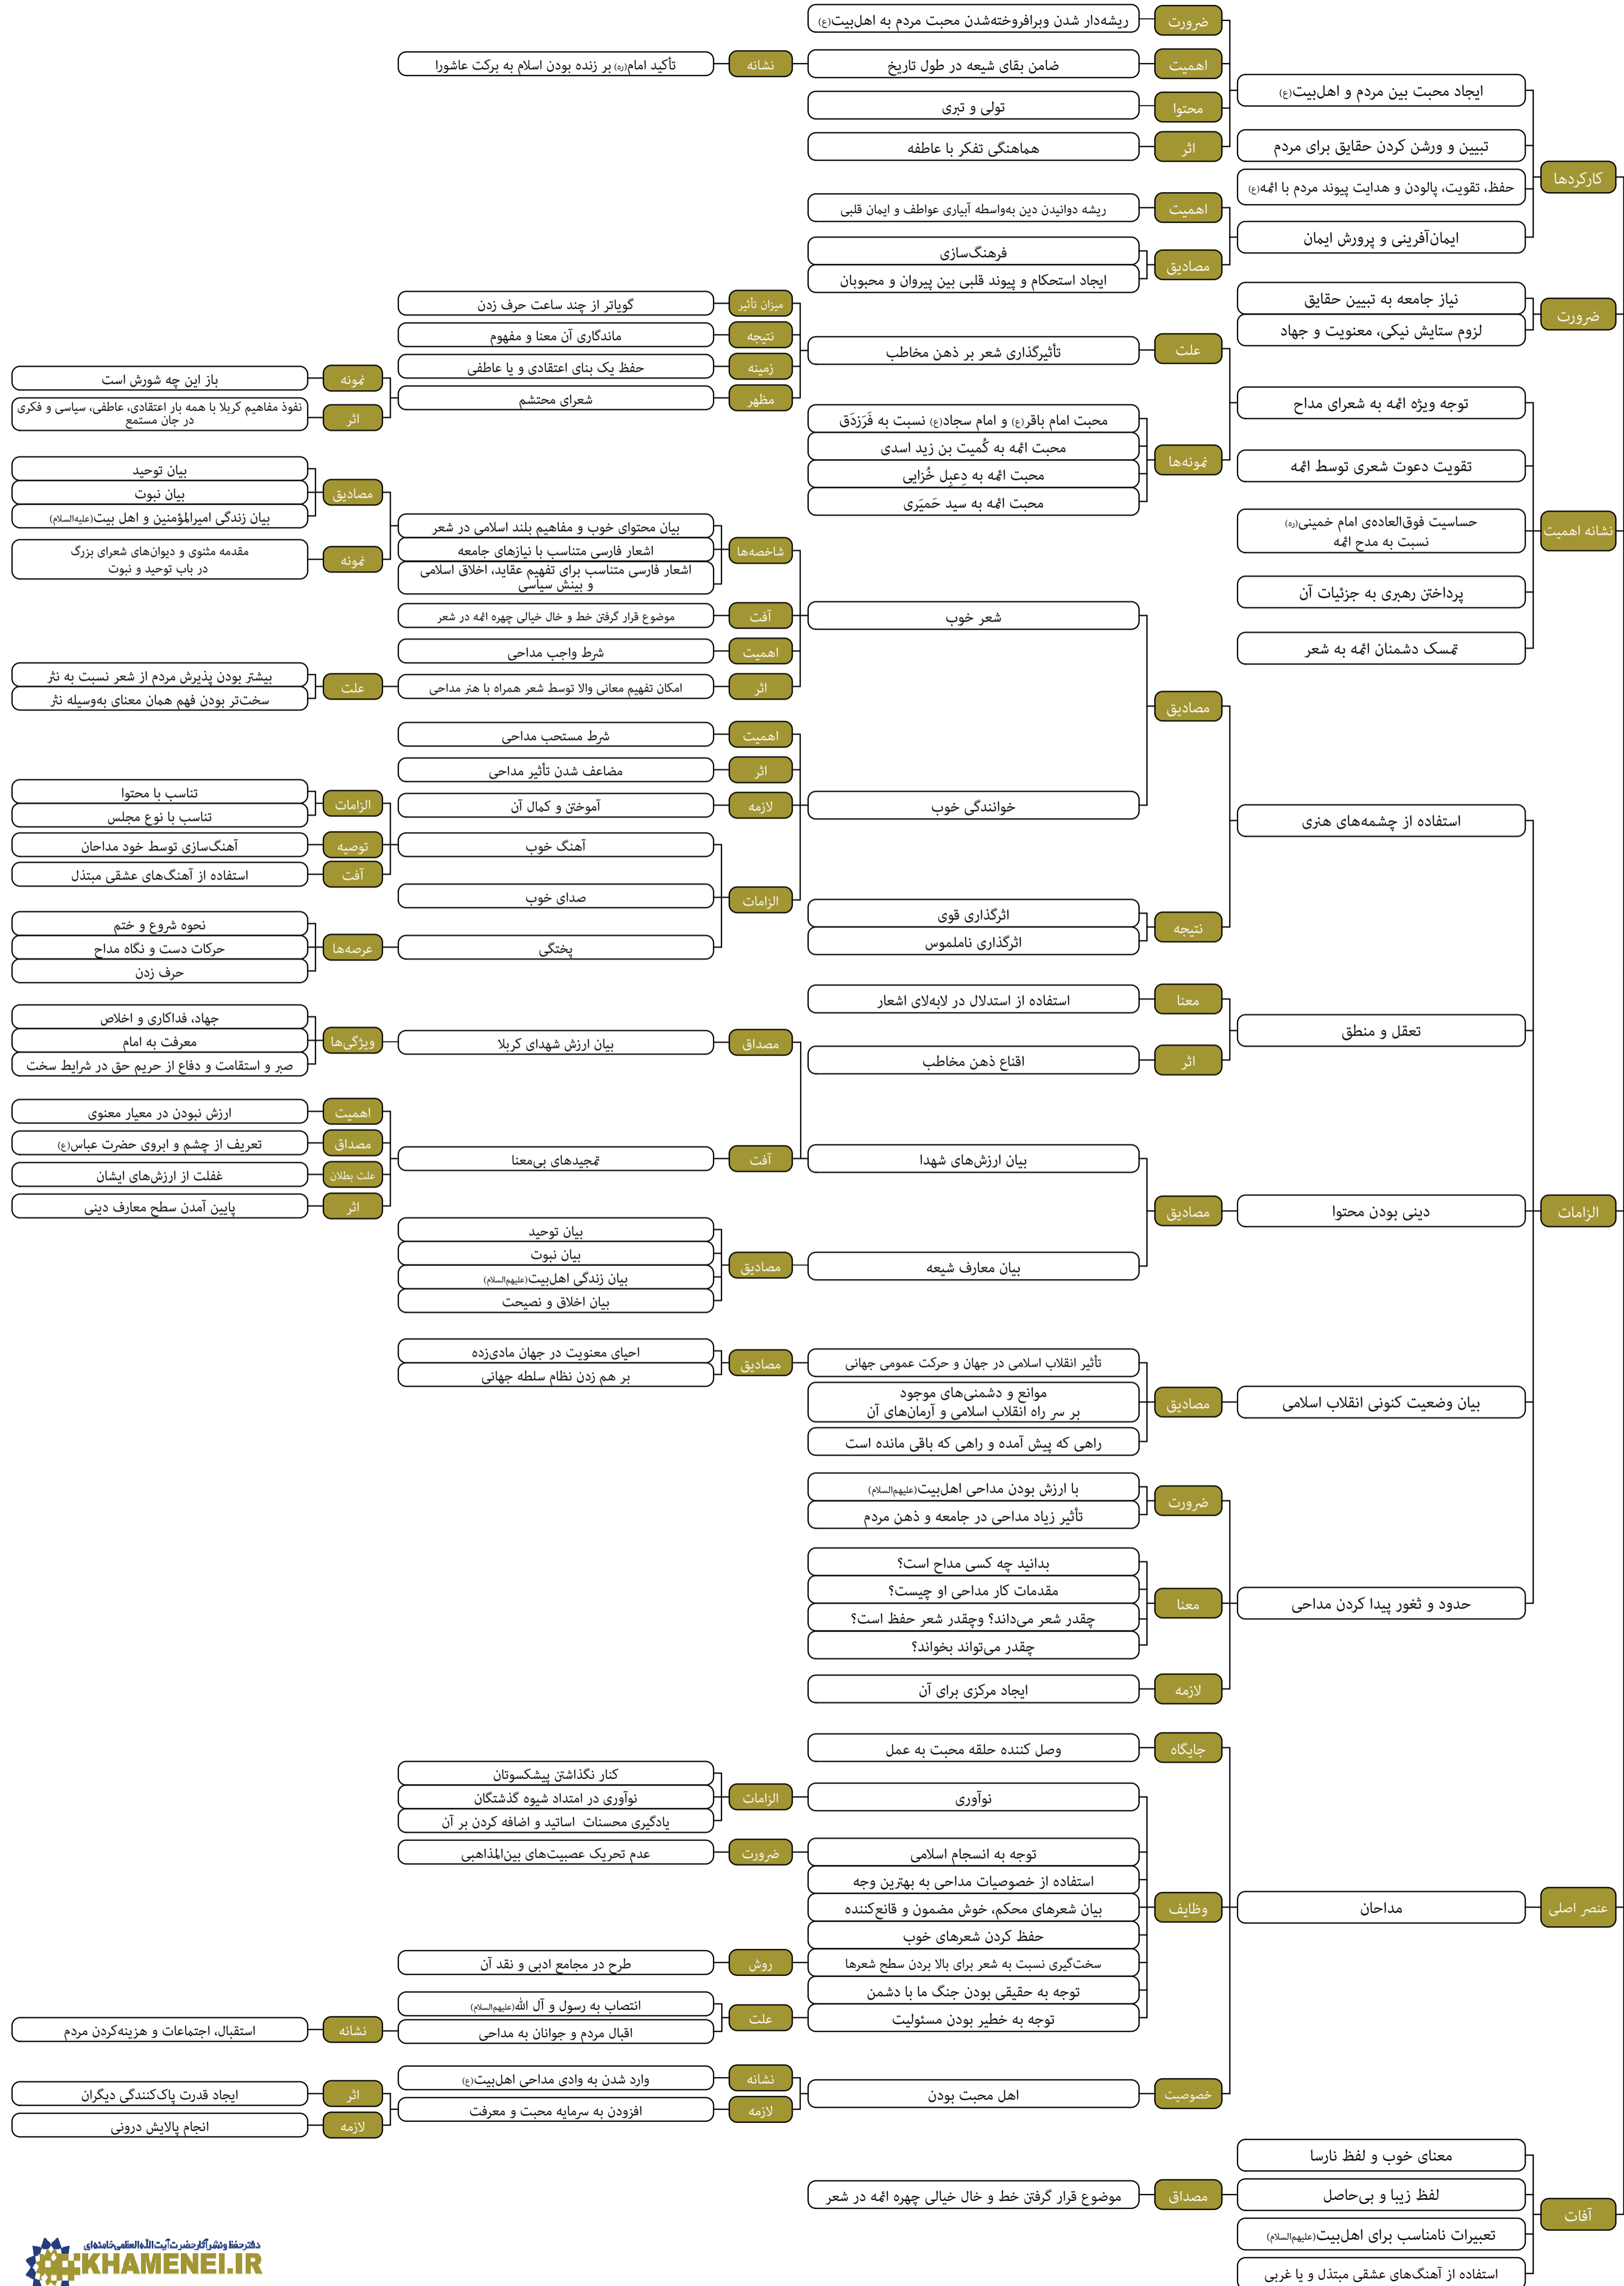 کارکردها
ایجاد محبت بین مردم و اهل‌بیت(ع)
ضرورت
ریشه‌دار شدن وبرافروخته‌شدن محبت مردم به اهل‌بیت(ع)
اهمیت
ضامن بقای شیعه در طول تاریخ
نشانه
تأکید امام(ره) بر زنده بودن اسلام به برکت عاشورا
محتوا
تولی و تبری
اثر
هماهنگی تفکر با عاطفه
تبیین و ورشن کردن حقایق برای مردم
حفظ، تقویت، پالودن و هدایت پیوند مردم با ائمه(ع)
ایمان‌آفرینی و پرورش ایمان
اهمیت
ریشه دوانیدن دین به‌واسطه آبیاری عواطف و ایمان قلبی
مصادیق
فرهنگ‌سازی
ایجاد استحکام و پیوند قلبی بین پیروان و محبوبان
ضرورت
نیاز جامعه به تبیین حقایق
لزوم ستایش نیکی، معنویت و جهاد
نشانه اهمیت
توجه ویژه ائمه به شعرای مداح
علت
تأثیرگذاری شعر بر ذهن مخاطب
میزان تأثیر
گویاتر از چند ساعت حرف زدن
نتیجه
ماندگاری آن معنا و مفهوم
زمینه
حفظ یک بنای اعتقادی و یا عاطفی
مظهر
شعرای محتشم
نمونه
باز این چه شورش است
اثر
نفوذ مفاهیم کربلا با همه بار اعتقادی، عاطفی، سیاسی و فکری
در جان مستمع
نمونه‌ها
محبت امام باقر(ع) و امام سجاد(ع) نسبت به فَرَزدَق
محبت ائمه به کُمیت بن زید اسدی
محبت ائمه به دِعبِل خُزایی
محبت ائمه به سید حَمیَری
تقویت دعوت شعری توسط ائمه
حساسیت فوق‌العاده‌ی امام خمینی(ره)
نسبت به مدح ائمه
پرداختن رهبری به جزئیات آن
تمسک دشمنان ائمه به شعر
الزامات
استفاده از چشمه‌های هنری
مصادیق
شعر خوب
شاخصه‌ها
بیان محتوای خوب و مفاهیم بلند اسلامی در شعر
مصادیق
بیان توحید
بیان نبوت
بیان زندگی امیرالمؤمنین و اهل بیت(علیه‌السلام)
نمونه
مقدمه مثنوی و دیوان‌های شعرای بزرگ
در باب توحید و نبوت
اشعار فارسی متناسب با نیازهای جامعه
اشعار فارسی متناسب برای تفهیم عقاید، اخلاق اسلامی
و بینش سیاسی
آفت
موضوع قرار گرفتن خط و خال خیالی چهره ائمه در شعر
اهمیت
شرط واجب مداحی
اثر
امکان تفهیم معانی والا توسط شعر همراه با هنر مداحی
علت
بیشتر بودن پذیرش مردم از شعر نسبت به نثر
سخت‌تر بودن فهم همان معنای به‌وسیله نثر
خوانندگی خوب
اهمیت
شرط مستحب مداحی
اثر
مضاعف شدن تأثیر مداحی
لازمه
آموختن و کمال آن
الزامات
آهنگ خوب
الزامات
تناسب با محتوا
تناسب با نوع مجلس
توصیه
آهنگ‌سازی توسط خود مداحان
آفت
استفاده از آهنگ‌های عشقی مبتذل
صدای خوب
پختگی
عرصه‌ها
نحوه شروع و ختم
حرکات دست و نگاه مداح
حرف زدن
نتیجه
اثرگذاری قوی
اثرگذاری ناملموس
تعقل و منطق
معنا
استفاده از استدلال در لابه‌لای اشعار
اثر
اقناع ذهن مخاطب
دینی بودن محتوا
مصادیق
بیان ارزش‌های شهدا
مصداق
بیان ارزش شهدای کربلا
ویژگی‌ها
جهاد، فداکاری و اخلاص
معرفت به امام
صبر و استقامت و دفاع از حریم حق در شرایط سخت
آفت
تمجیدهای بی‌معنا
اهمیت
ارزش نبودن در معیار معنوی
مصداق
تعریف از چشم و ابروی حضرت عباس(ع)
علت بطلان
غفلت از ارزش‌های ایشان
اثر
پایین آمدن سطح معارف دینی
بیان معارف شیعه
مصادیق
بیان توحید
بیان نبوت
بیان زندگی اهل‌بیت(علیهم‌السلام)
بیان اخلاق و نصیحت
بیان وضعیت کنونی انقلاب اسلامی
مصادیق
تأثیر انقلاب اسلامی در جهان و حرکت عمومی جهانی
مصادیق
احیای معنویت در جهان مادی‌زده
بر هم زدن نظام سلطه جهانی
موانع و دشمنی‌های موجود
بر سر راه انقلاب اسلامی و آرمان‌های آن
راهی که پیش آمده و راهی که باقی مانده است
حدود و ثغور پیدا کردن مداحی
ضرورت
با ارزش بودن مداحی اهل‌بیت(علیهم‌السلام)
تأثیر زیاد مداحی در جامعه و ذهن مردم
معنا
بدانید چه کسی مداح است؟
مقدمات کار مداحی او چیست؟
چقدر شعر می‌داند؟ وچقدر شعر حفظ است؟
چقدر می‌تواند بخواند؟
لازمه
ایجاد مرکزی برای آن
عنصر اصلی
مداحان
جایگاه
وصل کننده حلقه محبت به عمل
وظایف
نوآوری
الزامات
کنار نگذاشتن پیشکسوتان
نوآوری در امتداد شیوه گذشتگان
یادگیری محسنات اساتید و اضافه کردن بر آن
توجه به انسجام اسلامی
ضرورت
عدم تحریک عصبیت‌های بین‌المذاهبی
استفاده از خصوصیات مداحی به بهترین وجه
بیان شعرهای محکم، خوش مضمون و قانع‌کننده
حفظ کردن شعرهای خوب
سخت‌گیری نسبت به شعر برای بالا بردن سطح شعرها
روش
طرح در مجامع ادبی و نقد آن
توجه به حقیقی بودن جنگ ما با دشمن
توجه به خطیر بودن مسئولیت
علت
انتصاب به رسول و آل الله(علیهم‌السلام)
اقبال مردم و جوانان به مداحی
نشانه
استقبال، اجتماعات و هزینه‌کردن مردم
خصوصیت
اهل محبت بودن
نشانه
وارد شدن به وادی مداحی اهل‌بیت(ع)
لازمه
افزودن به سرمایه محبت و معرفت
اثر
ایجاد قدرت پاک‌کنندگی دیگران
لازمه
انجام پالایش درونی
آفات
معنای خوب و لفظ نارسا
لفظ زیبا و بی‌حاصل
مصداق
موضوع قرار گرفتن خط و خال خیالی چهره ائمه در شعر
تعبیرات نامناسب برای اهل‌بیت(علیهم‌السلام)
استفاده از آهنگ‌های عشقی مبتذل و یا غربی
دفتر حفظ و نشر آثار حضرت آیت‌الله‌العظمی خامنه‌ای
KHAMENEI.IR